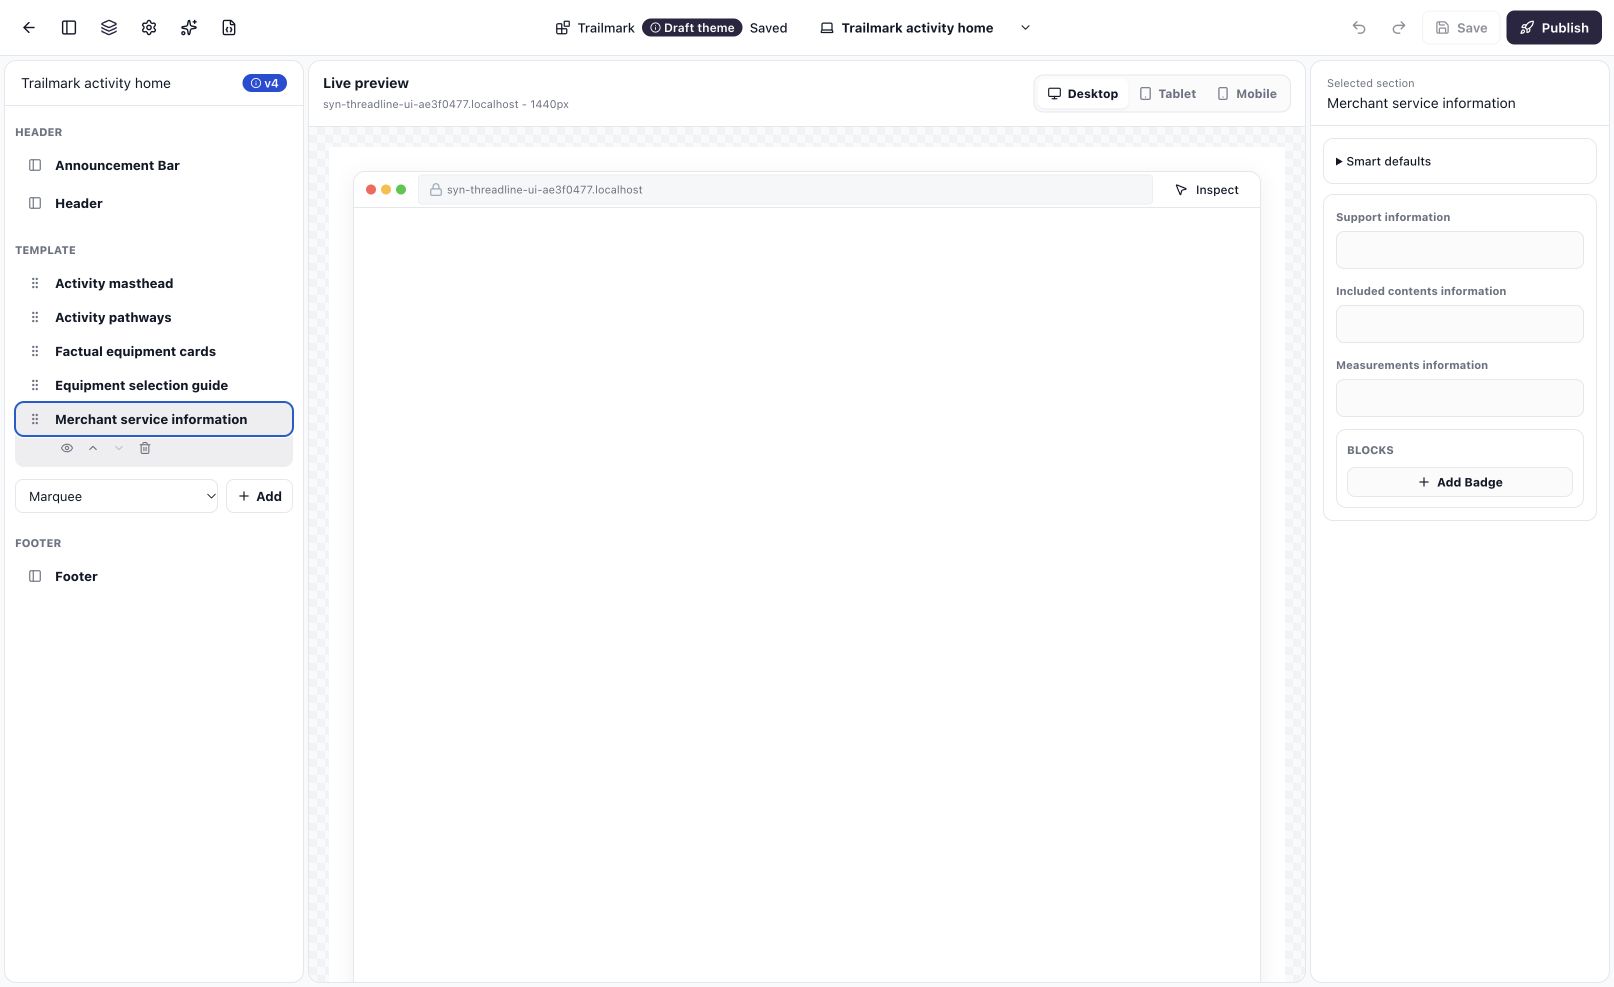 Trailmark Draft theme Saved Trailmark activity home Save Publish
Trailmark activity home v4
HEADER
Announcement Bar
Header
TEMPLATE
Activity masthead
Activity pathways
Factual equipment cards
Equipment selection guide
Merchant service information
Marquee Add
FOOTER
Footer
Live preview
syn-threadline-ui-ae3f0477.localhost - 1440px
Desktop Tablet Mobile
syn-threadline-ui-ae3f0477.localhost Inspect
Selected section
Merchant service information
Smart defaults
Support information
Included contents information
Measurements information
BLOCKS
Add Badge